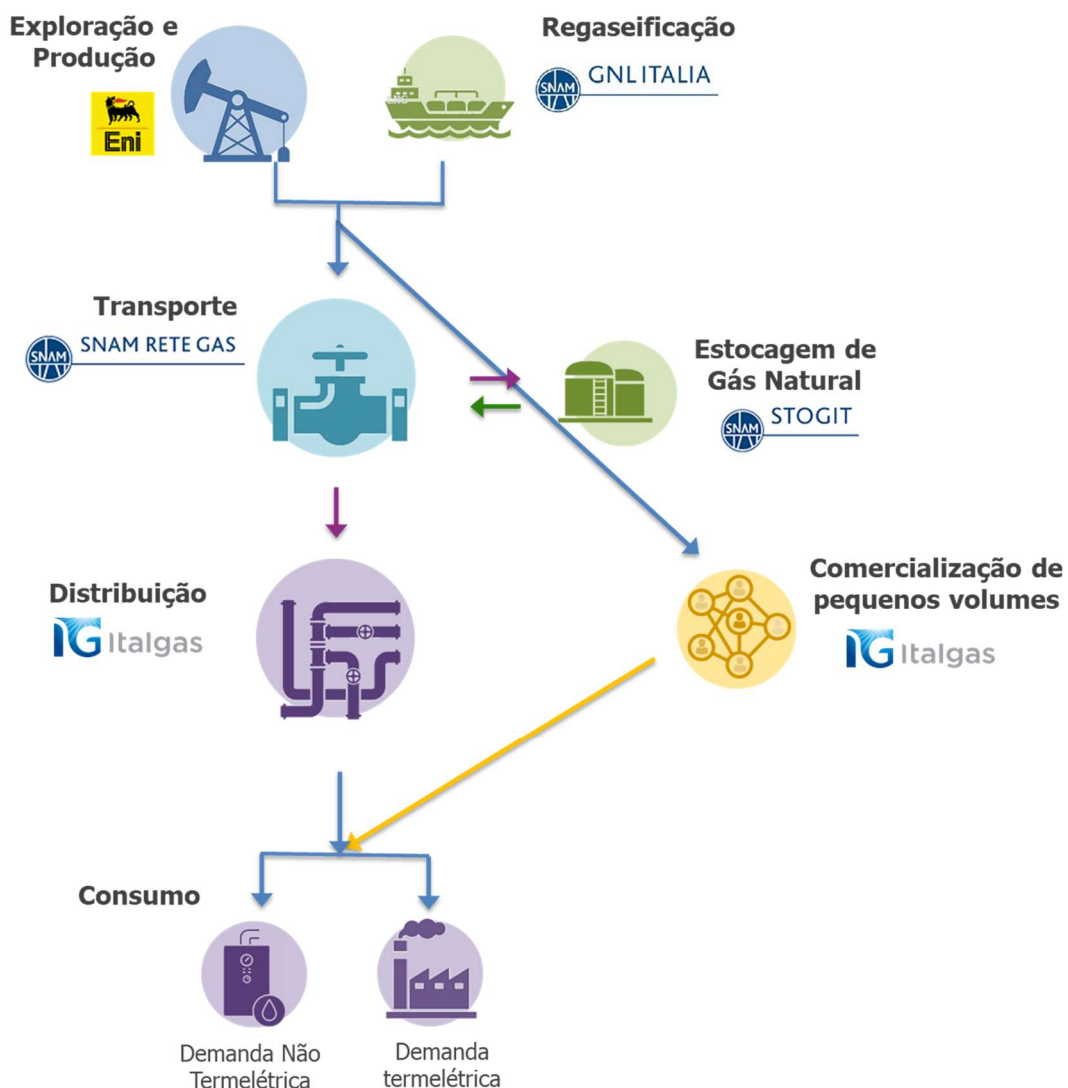 Exploração e
Produção
Eni
Regaseificação
SNAM
GNL ITALIA
LNG
Transporte
SNAM
SNAM RETE GAS
Estocagem de
Gás Natural
SNAM
STOGIT
Distribuição
IG Italgas
Comercialização de
pequenos volumes
IG Italgas
Consumo
Demanda Não
Termelétrica
Demanda
termelétrica